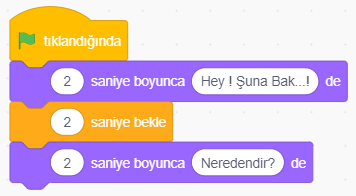 tıklandığında
2 saniye boyunca Hey ! Şuna Bak...! de
2 saniye bekle
2 saniye boyunca Neredendir? de